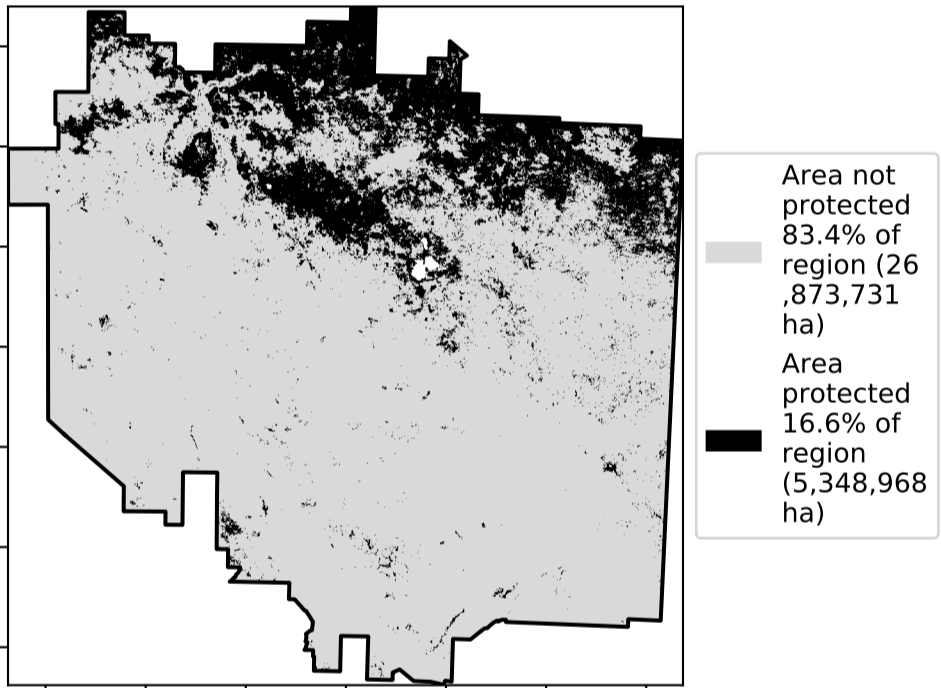 Area not
protected
83.4% of
region (26
,873,731
ha)
Area
protected
16.6% of
region
(5,348,968
ha)